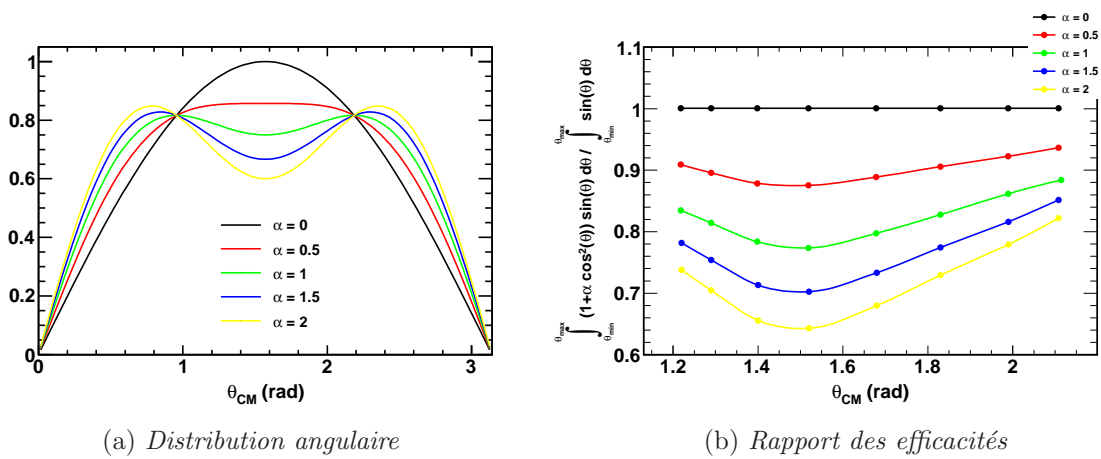 1
0.8
0.6
0.4
0.2
0
0 1 2 3
θCM (rad)
α = 0
α = 0.5
α = 1
α = 1.5
α = 2
(a) Distribution angulaire
α = 0
α = 0.5
α = 1
α = 1.5
α = 2
1.1
1
0.9
0.8
0.7
0.6
∫θmin θmax (1+α cos²(θ)) sin(θ) dθ / ∫θmin θmax sin(θ) dθ
1.2 1.4 1.6 1.8 2
θCM (rad)
(b) Rapport des efficacités